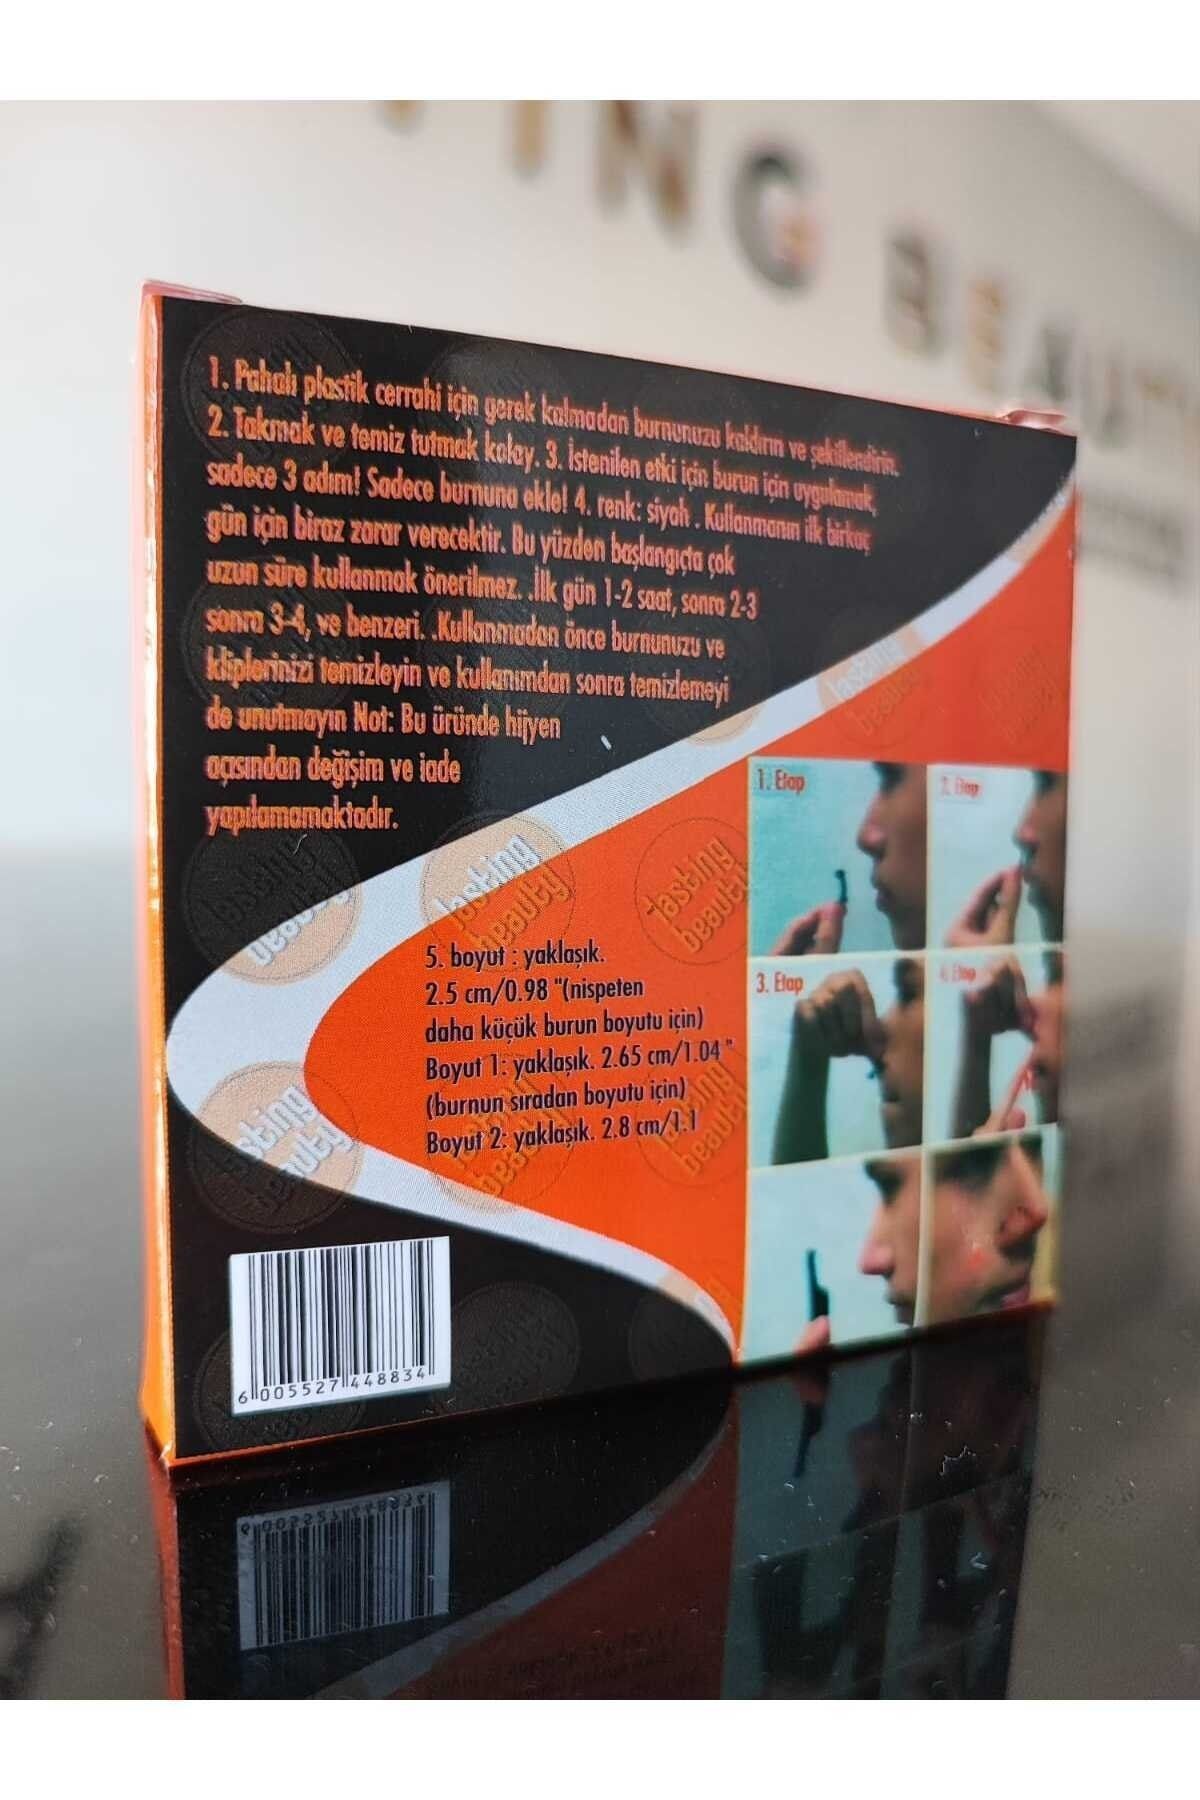 1. Pahalı plastik cerrahi için gerek kalmadan burnunuzu kaldırın ve şekillendirin.
2. Takmak ve temiz tutmak kolay. 3. İstenilen etki için burun için uygulamak,
sadece 3 adım! Sadece burnuna ekle! 4. renk: siyah . Kullanmanın ilk birkaç
gün için biraz zarar verecektir. Bu yüzden başlangıçta çok
uzun süre kullanmak önerilmez. .İlk gün 1-2 saat, sonra 2-3
sonra 3-4, ve benzeri. .Kullanmadan önce burnunuzu ve
kliplerinizi temizleyin ve kullanımdan sonra temizlemeyi
de unutmayın Not: Bu üründe hijyen
açısından değişim ve iade
yapılamamaktadır.
5. boyut : yaklaşık.
2.5 cm/0.98 "(nispeten
daha küçük burun boyutu için)
Boyut 1: yaklaşık. 2.65 cm/1.04 "
(burnun sıradan boyutu için)
Boyut 2: yaklaşık. 2.8 cm/1.1
1. Etap
2. Etap
3. Etap
4. Etap
lasting
beauty
lasting
beauty
lasting
beauty
lasting
beauty
6 005527 448834